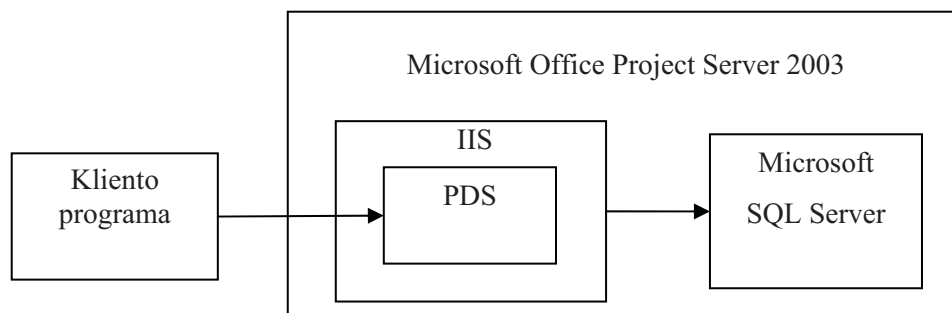 Microsoft Office Project Server 2003
IIS
PDS
Kliento
programa
Microsoft
SQL Server